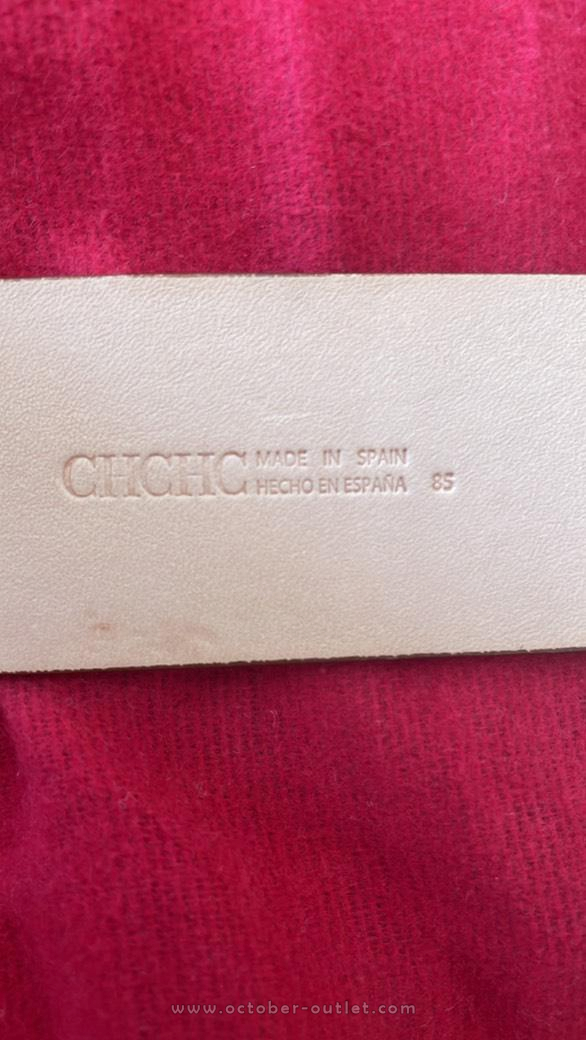 CHCHC MADE IN SPAIN
HECHO EN ESPAÑA 85
www.october-outlet.com